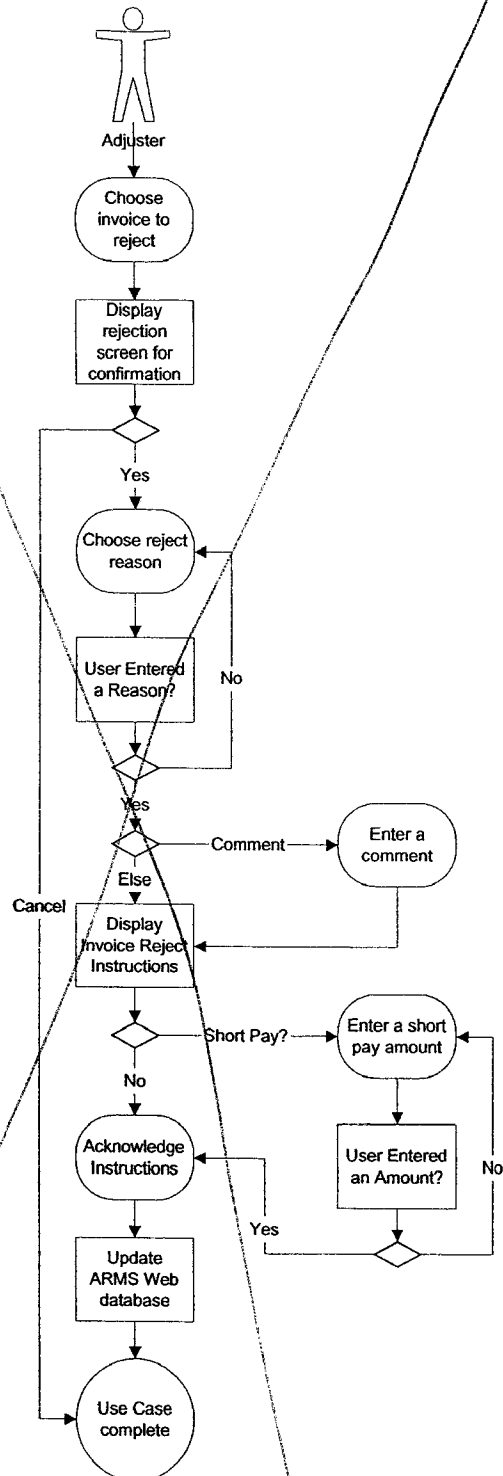 Adjuster
Choose
invoice to
reject
Display
rejection
screen for
confirmation
Yes
Choose reject
reason
User Entered
a Reason?
No
Yes
Comment
Enter a
comment
Else
Cancel
Display
Invoice Reject
Instructions
Short Pay?
Enter a short
pay amount
No
Acknowledge
Instructions
User Entered
an Amount?
No
Yes
Update
ARMS Web
database
Use Case
complete